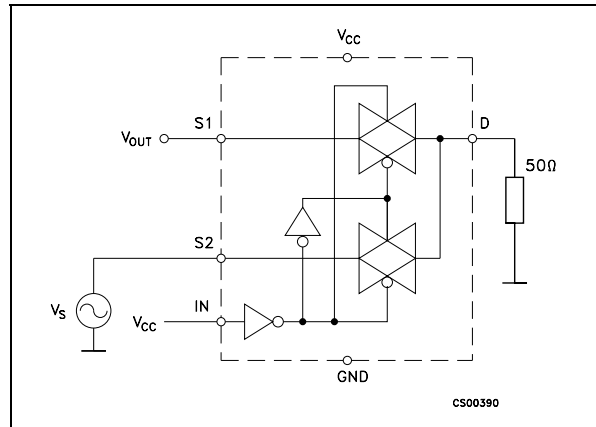 VCC
S1
D
VOUT
50Ω
S2
IN
VS
VCC
GND
CS00390